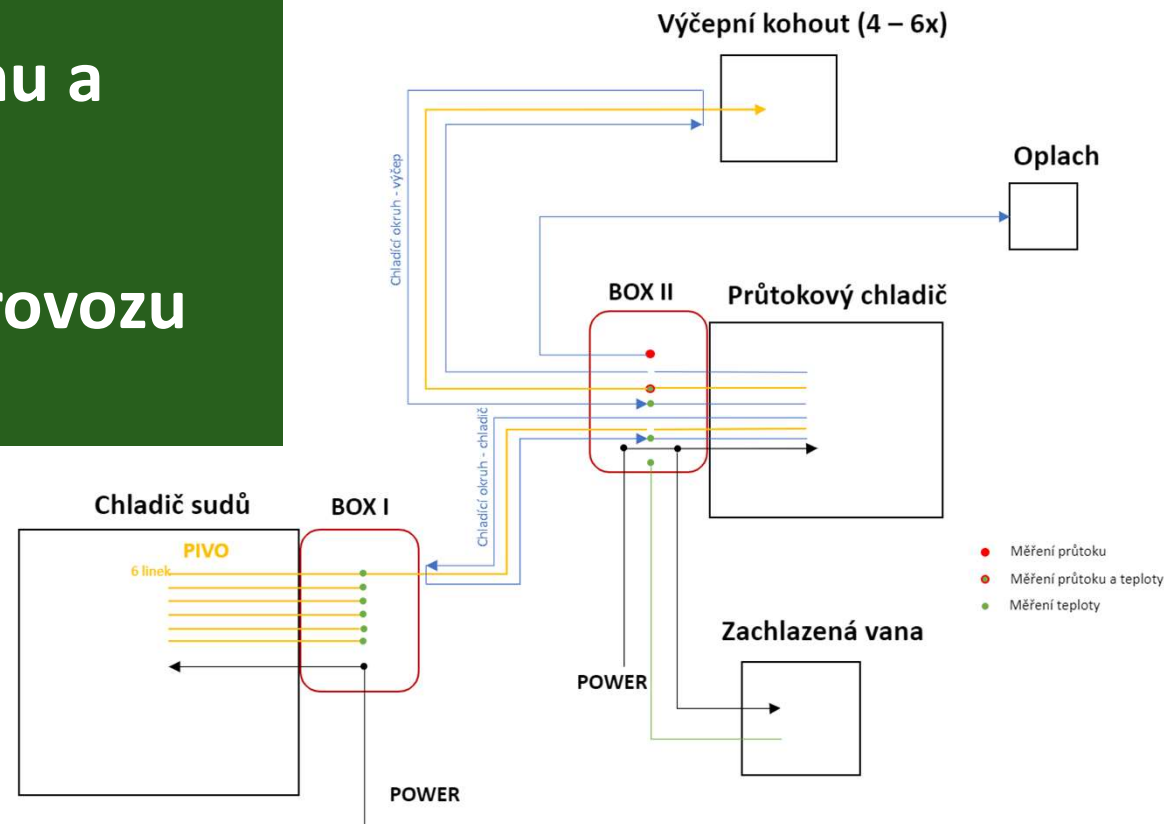 nu a
rovozu
Výčepní kohout (4 – 6x)
Oplach
Chladící okruh - výčep
BOX II
Průtokový chladič
Chladící okruh - chladič
Chladič sudů
BOX I
PIVO
6 linek
Měření průtoku
Měření průtoku a teploty
Měření teploty
Zachlazená vana
POWER
POWER